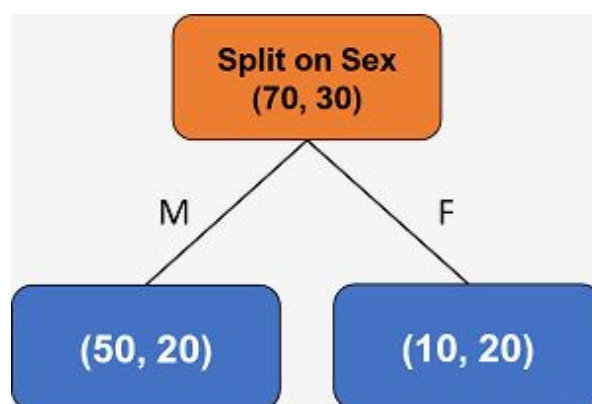 Split on Sex
(70, 30)
M
F
(50, 20)
(10, 20)